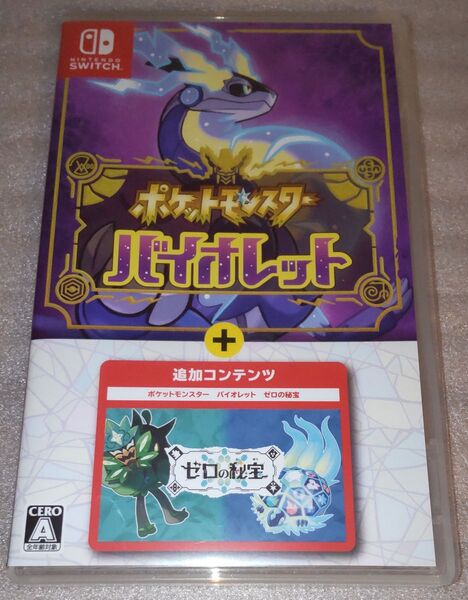 NINTENDO
SWITCH™
ポケットモンスター
バイオレット
+
追加コンテンツ
ポケットモンスター バイオレット ゼロの秘宝
ゼロの秘宝
CERO
A
全年齢対象